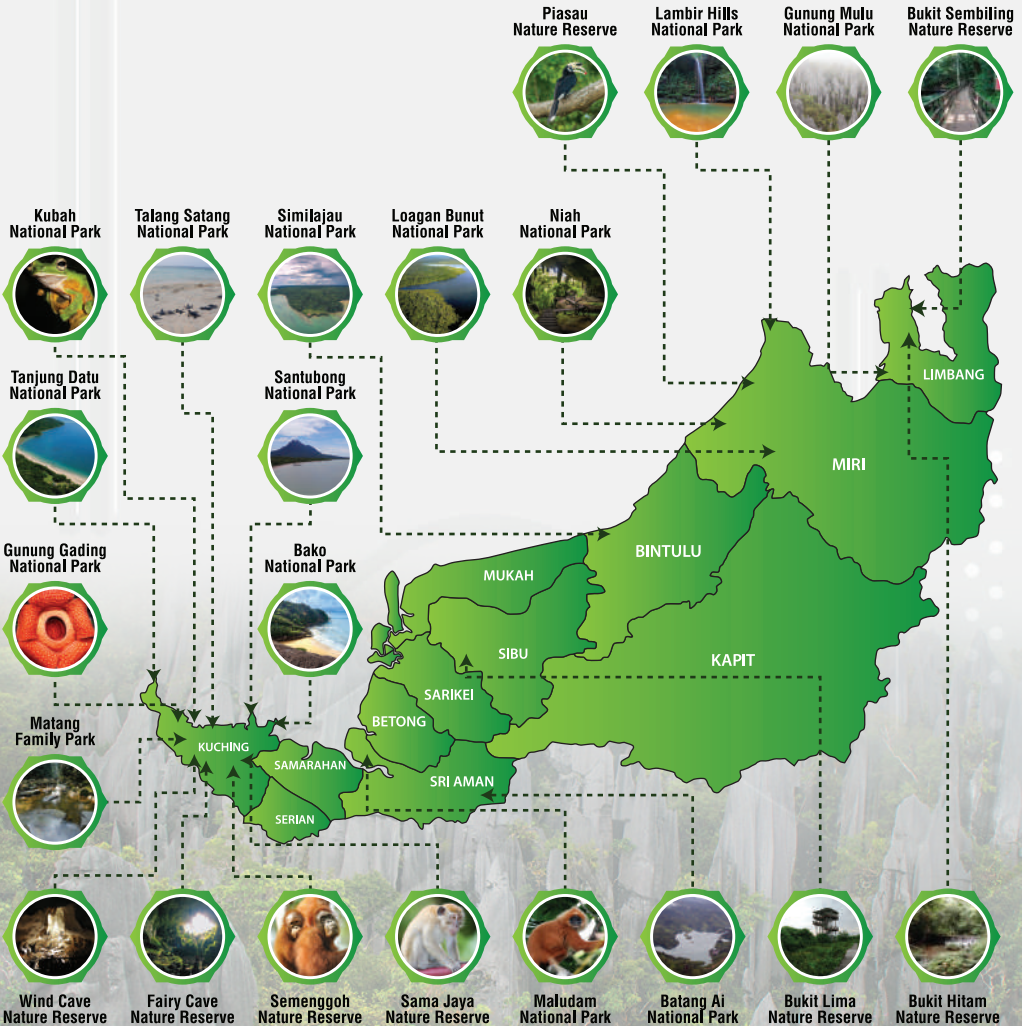 Piasau
Nature Reserve
Lambir Hills
National Park
Gunung Mulu
National Park
Bukit Sembiling
Nature Reserve
Kubah
National Park
Talang Satang
National Park
Similajau
National Park
Loagan Bunut
National Park
Niah
National Park
Tanjung Datu
National Park
Santubong
National Park
Gunung Gading
National Park
Bako
National Park
Matang
Family Park
LIMBANG
MIRI
BINTULU
MUKAH
SIBU
KAPIT
SARIKEI
BETONG
KUCHING
SAMARAHAN
SRI AMAN
SERIAN
Wind Cave
Nature Reserve
Fairy Cave
Nature Reserve
Semenggoh
Nature Reserve
Sama Jaya
Nature Reserve
Maludam
National Park
Batang Ai
National Park
Bukit Lima
Nature Reserve
Bukit Hitam
Nature Reserve